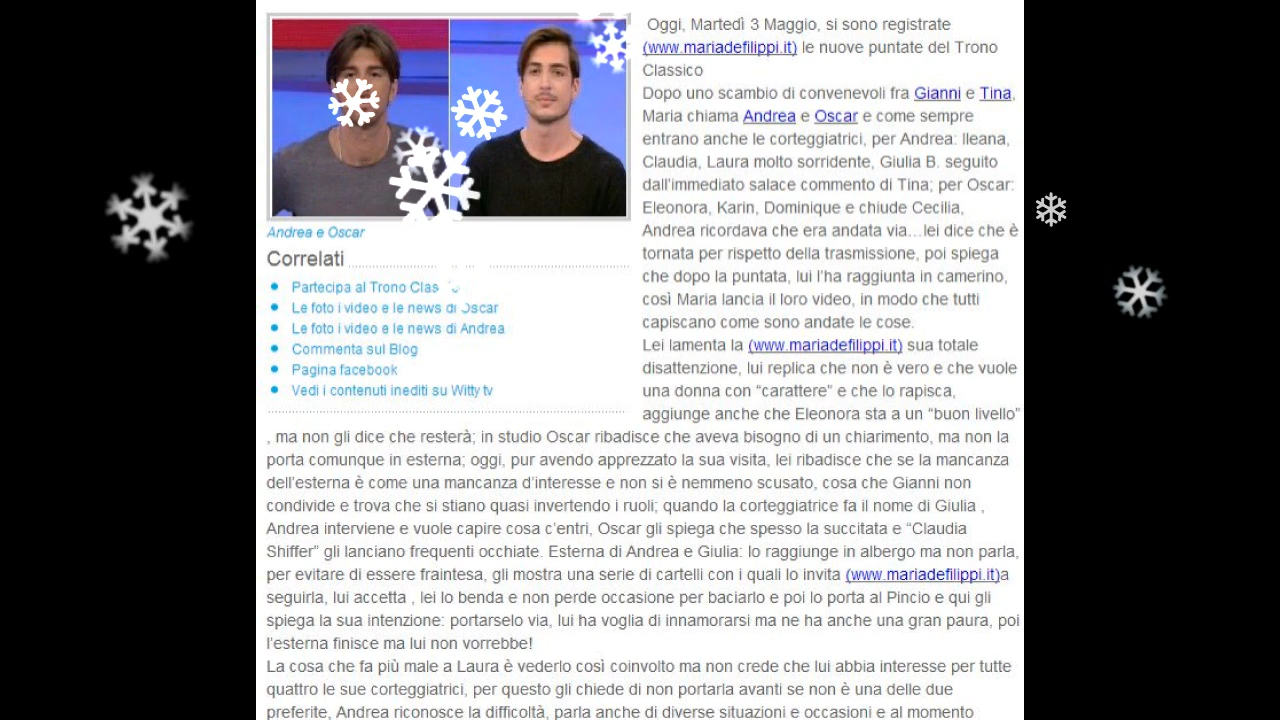 Andrea e Oscar
Correlati
Partecipa al Trono Clas
Le foto i video e le news di Oscar
Le foto i video e le news di Andrea
Commenta sul Blog
Pagina facebook
Vedi i contenuti inediti su Witty tv
Oggi, Martedì 3 Maggio, si sono registrate
(www.mariadefilippi.it) le nuove puntate del Trono
Classico
Dopo uno scambio di convenevoli fra Gianni e Tina,
Maria chiama Andrea e Oscar e come sempre
entrano anche le corteggiatrici, per Andrea: Ileana,
Claudia, Laura molto sorridente, Giulia B. seguito
dall'immediato salace commento di Tina; per Oscar:
Eleonora, Karin, Dominique e chiude Cecilia,
Andrea ricordava che era andata via…lei dice che è
tornata per rispetto della trasmissione, poi spiega
che dopo la puntata, lui l'ha raggiunta in camerino,
così Maria lancia il loro video, in modo che tutti
capiscano come sono andate le cose.
Lei lamenta la (www.mariadefilippi.it) sua totale
disattenzione, lui replica che non è vero e che vuole
una donna con “carattere” e che lo rapisca,
aggiunge anche che Eleonora sta a un “buon livello”
, ma non gli dice che resterà; in studio Oscar ribadisce che aveva bisogno di un chiarimento, ma non la
porta comunque in esterna; oggi, pur avendo apprezzato la sua visita, lei ribadisce che se la mancanza
dell'esterna è come una mancanza d'interesse e non si è nemmeno scusato, cosa che Gianni non
condivide e trova che si stiano quasi invertendo i ruoli; quando la corteggiatrice fa il nome di Giulia ,
Andrea interviene e vuole capire cosa c'entri, Oscar gli spiega che spesso la succitata e “Claudia
Shiffer” gli lanciano frequenti occhiate. Esterna di Andrea e Giulia: lo raggiunge in albergo ma non parla,
per evitare di essere fraintesa, gli mostra una serie di cartelli con i quali lo invita (www.mariadefilippi.it)a
seguirla, lui accetta , lei lo benda e non perde occasione per baciarlo e poi lo porta al Pincio e qui gli
spiega la sua intenzione: portarselo via, lui ha voglia di innamorarsi ma ne ha anche una gran paura, poi
l'esterna finisce ma lui non vorrebbe!
La cosa che fa più male a Laura è vederlo così coinvolto ma non crede che lui abbia interesse per tutte
quattro le sue corteggiatrici, per questo gli chiede di non portarla avanti se non è una delle due
preferite, Andrea riconosce la difficoltà, parla anche di diverse situazioni e occasioni e al momento